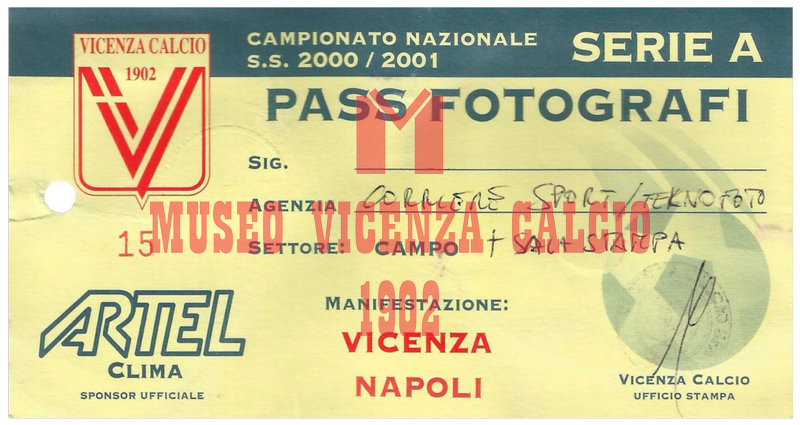 VICENZA CALCIO
1902
CAMPIONATO NAZIONALE
S.S. 2000 / 2001
SERIE A
PASS FOTOGRAFI
SIG.
AGENZIA CORRIERE SPORT / TEKNOFOTO
MUSEO VICENZA CALCIO
1902
15
SETTORE: CAMPO + SALA STAMPA
MANIFESTAZIONE:
VICENZA
NAPOLI
ARTEL
CLIMA
SPONSOR UFFICIALE
VICENZA CALCIO
UFFICIO STAMPA